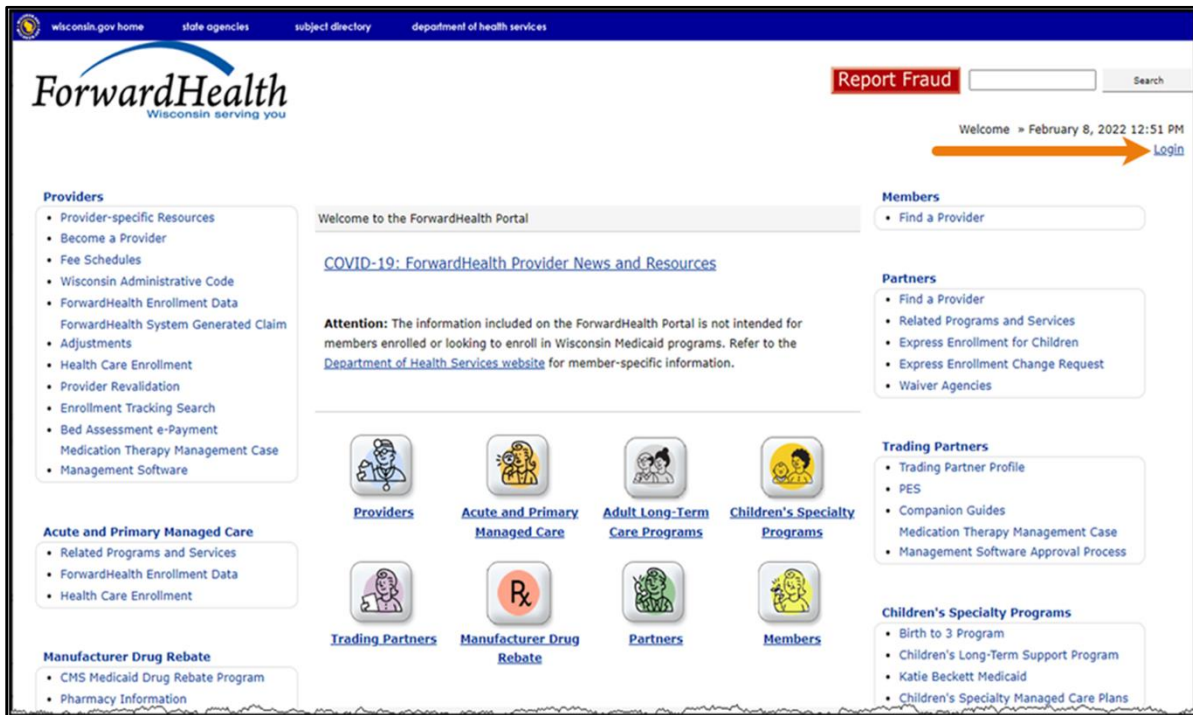 wisconsin.gov home state agencies subject directory department of health services
ForwardHealth
Wisconsin serving you
Report Fraud
Search
Welcome » February 8, 2022 12:51 PM
Login
Providers
• Provider-specific Resources
• Become a Provider
• Fee Schedules
• Wisconsin Administrative Code
• ForwardHealth Enrollment Data
ForwardHealth System Generated Claim
• Adjustments
• Health Care Enrollment
• Provider Revalidation
• Enrollment Tracking Search
• Bed Assessment e-Payment
Medication Therapy Management Case
• Management Software
Acute and Primary Managed Care
• Related Programs and Services
• ForwardHealth Enrollment Data
• Health Care Enrollment
Manufacturer Drug Rebate
• CMS Medicaid Drug Rebate Program
• Pharmacy Information
Welcome to the ForwardHealth Portal
COVID-19: ForwardHealth Provider News and Resources
Attention: The information included on the ForwardHealth Portal is not intended for
members enrolled or looking to enroll in Wisconsin Medicaid programs. Refer to the
Department of Health Services website for member-specific information.
Providers
Acute and Primary
Managed Care
Adult Long-Term
Care Programs
Children's Specialty
Programs
Trading Partners
Rx
Manufacturer Drug
Rebate
Partners
Members
Members
• Find a Provider
Partners
• Find a Provider
• Related Programs and Services
• Express Enrollment for Children
• Express Enrollment Change Request
• Waiver Agencies
Trading Partners
• Trading Partner Profile
• PES
• Companion Guides
Medication Therapy Management Case
• Management Software Approval Process
Children's Specialty Programs
• Birth to 3 Program
• Children's Long-Term Support Program
• Katie Beckett Medicaid
• Children's Specialty Managed Care Plans